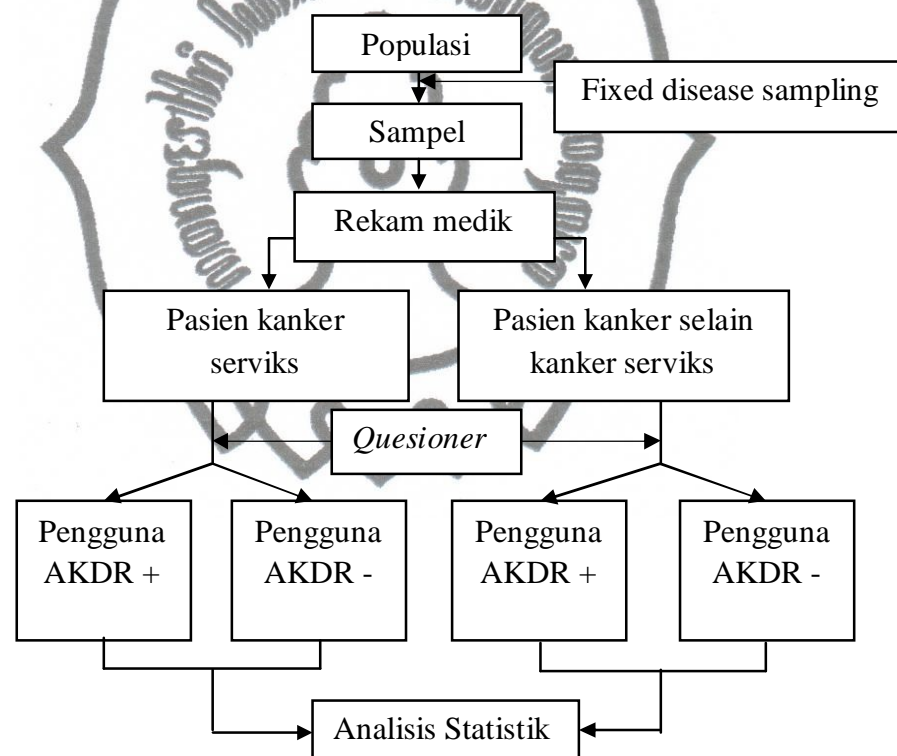 Populasi
Fixed disease sampling
Sampel
Rekam medik
Pasien kanker
serviks
Pasien kanker selain
kanker serviks
Quesioner
Pengguna
AKDR +
Pengguna
AKDR -
Pengguna
AKDR +
Pengguna
AKDR -
Analisis Statistik